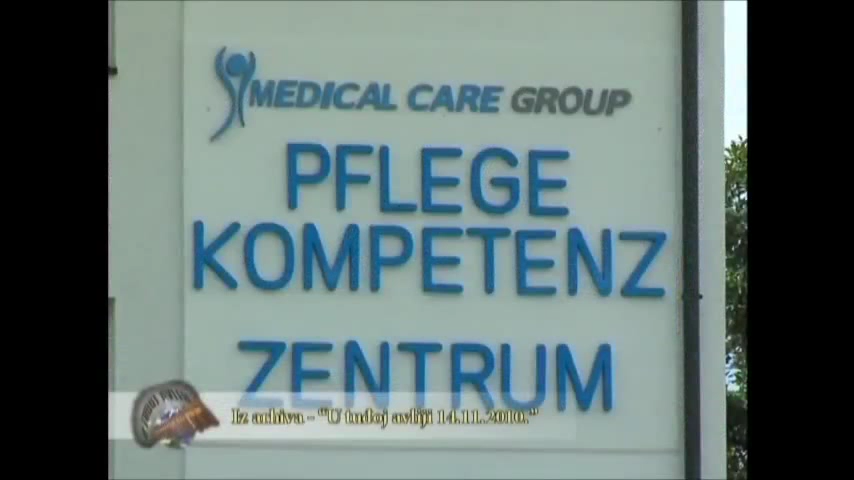 MEDICAL CARE GROUP
PFLEGE
KOMPETENZ
ZENTRUM
Iz arhiva - "U tuđoj avliji 14.11.2010."